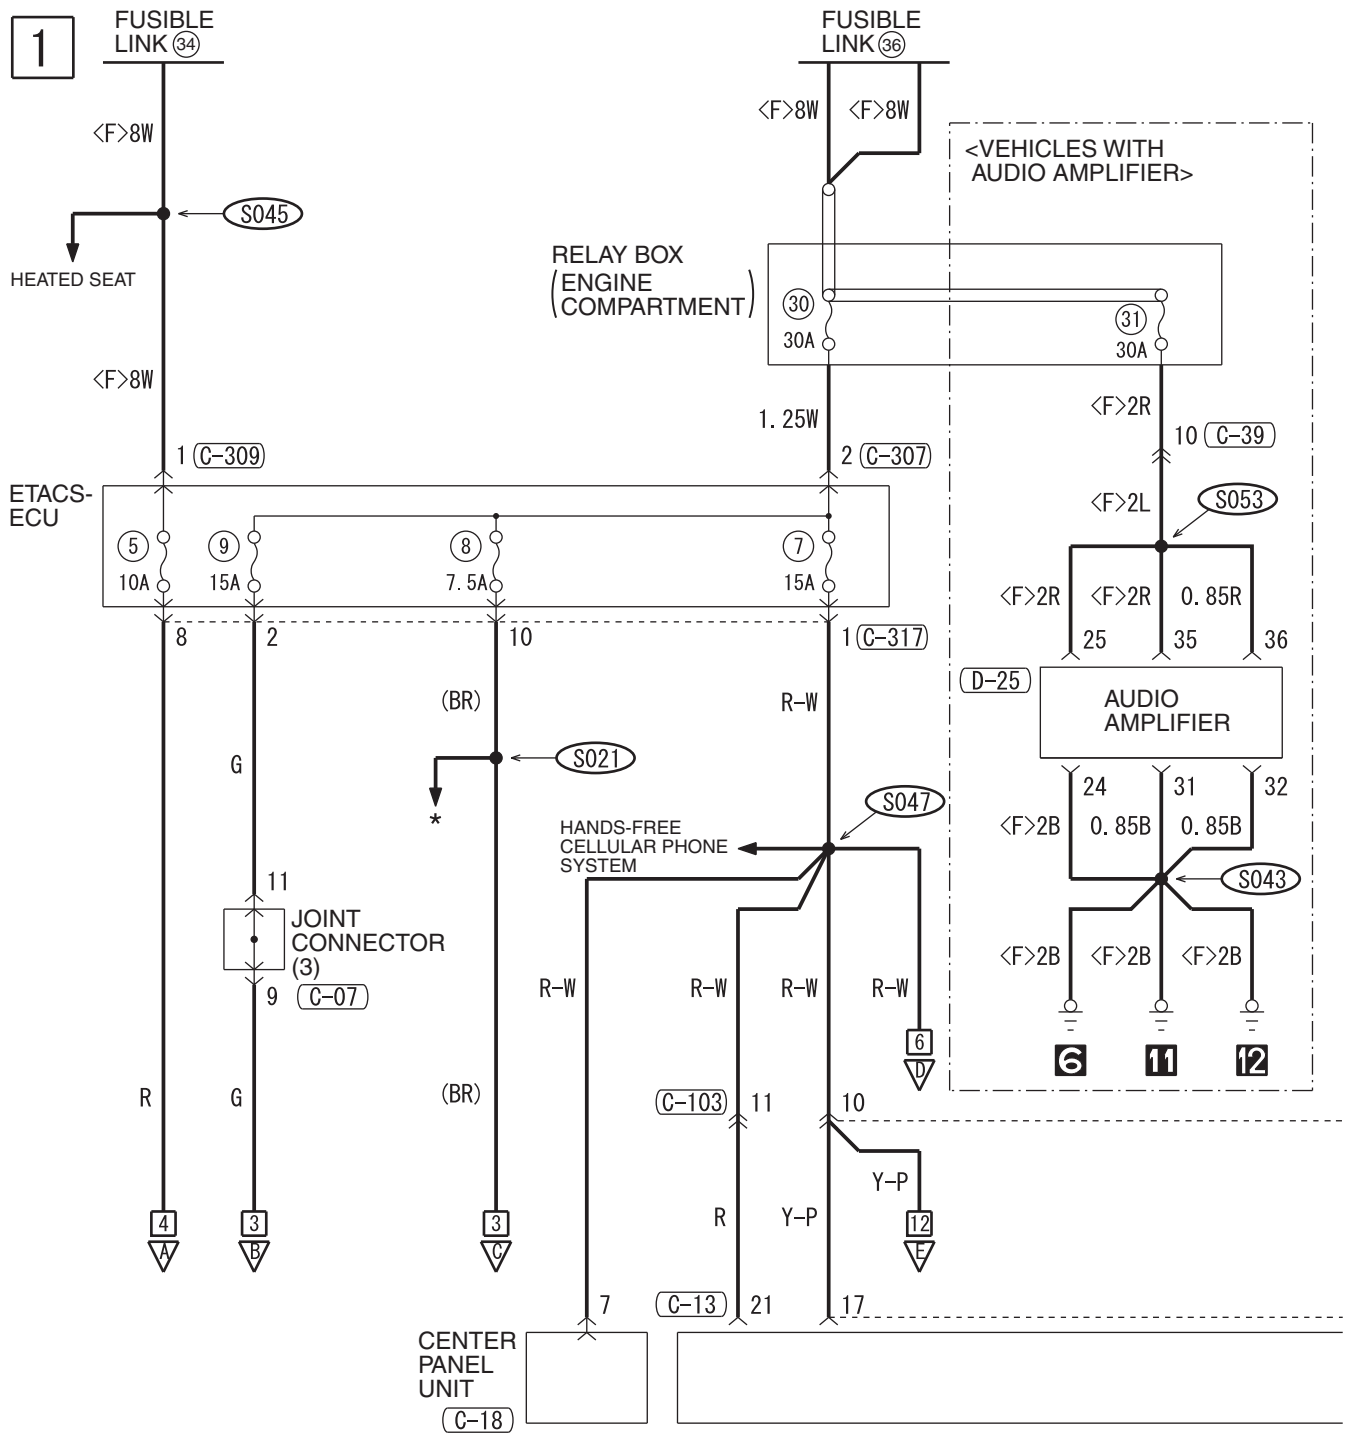 1
FUSIBLE
LINK 34
FUSIBLE
LINK 36
<F>8W
<F>8W
<F>8W
<VEHICLES WITH
AUDIO AMPLIFIER>
S045
HEATED SEAT
RELAY BOX
(ENGINE
COMPARTMENT)
30
30A
31
30A
<F>8W
1.25W
<F>2R
1 C-309
2 C-307
10 C-39
ETACS-
ECU
<F>2L
S053
5
10A
9
15A
8
7.5A
7
15A
<F>2R
<F>2R
0.85R
8
2
10
1 C-317
25
35
36
D-25
AUDIO
AMPLIFIER
(BR)
R-W
G
S021
*
24
31
32
S047
<F>2B
0.85B
0.85B
HANDS-FREE
CELLULAR PHONE
SYSTEM
S043
11
JOINT
CONNECTOR
(3)
9 C-07
<F>2B
<F>2B
<F>2B
R-W
R-W
R-W
R-W
6
D
6
11
12
R
G
(BR)
C-103 11
10
Y-P
R
Y-P
4
A
3
B
3
C
12
E
7
C-13 21
17
CENTER
PANEL
UNIT
C-18